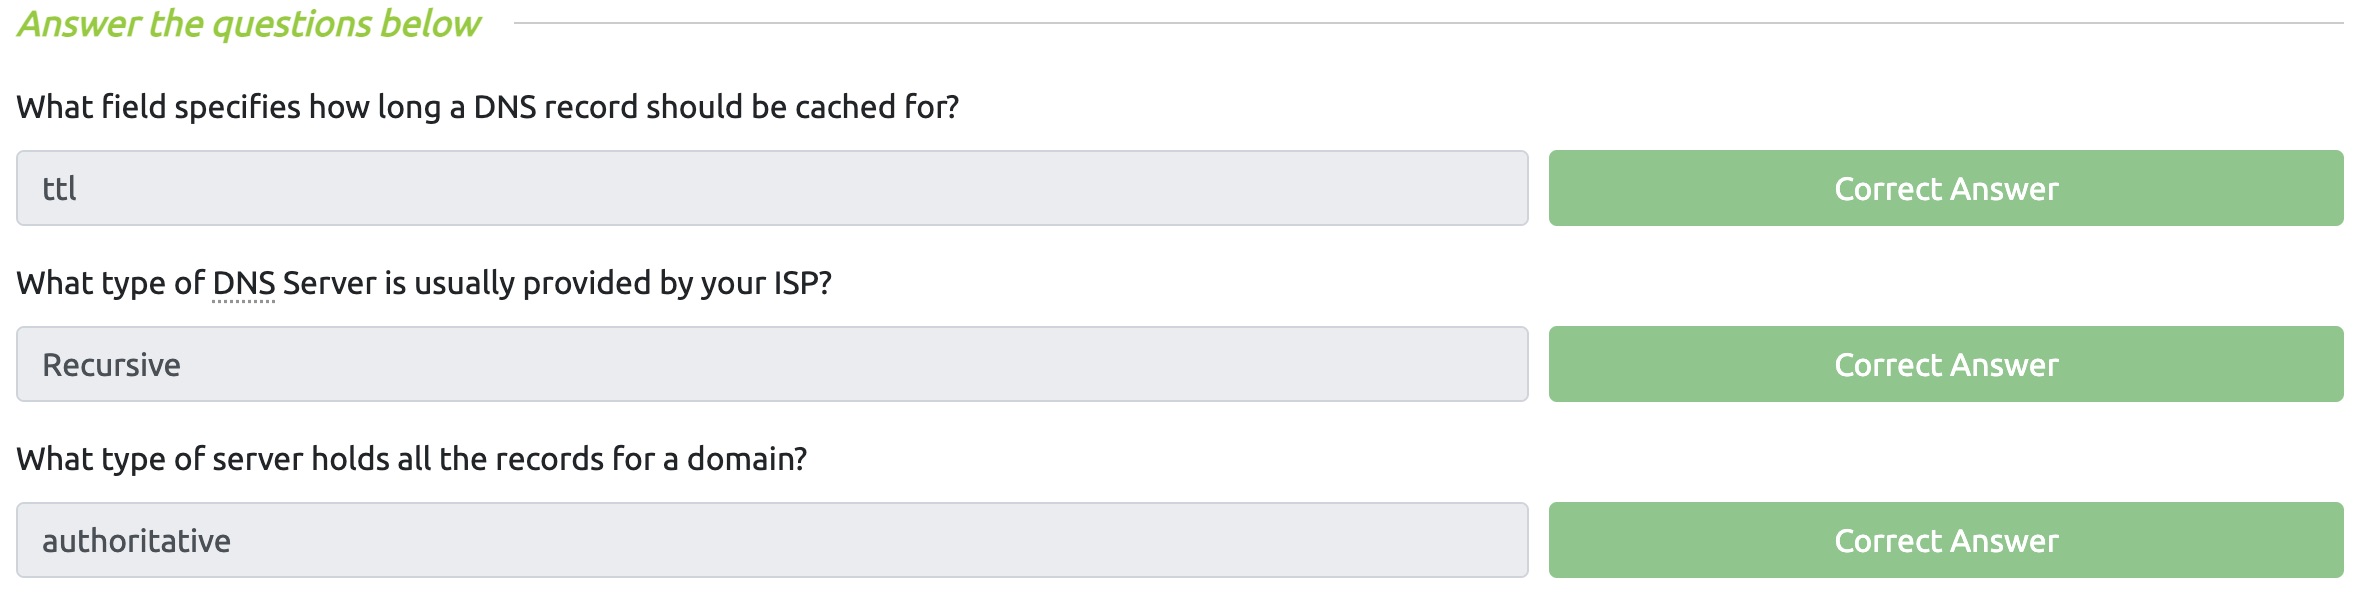 Answer the questions below
What field specifies how long a DNS record should be cached for?
ttl
Correct Answer
What type of DNS Server is usually provided by your ISP?
Recursive
Correct Answer
What type of server holds all the records for a domain?
authoritative
Correct Answer